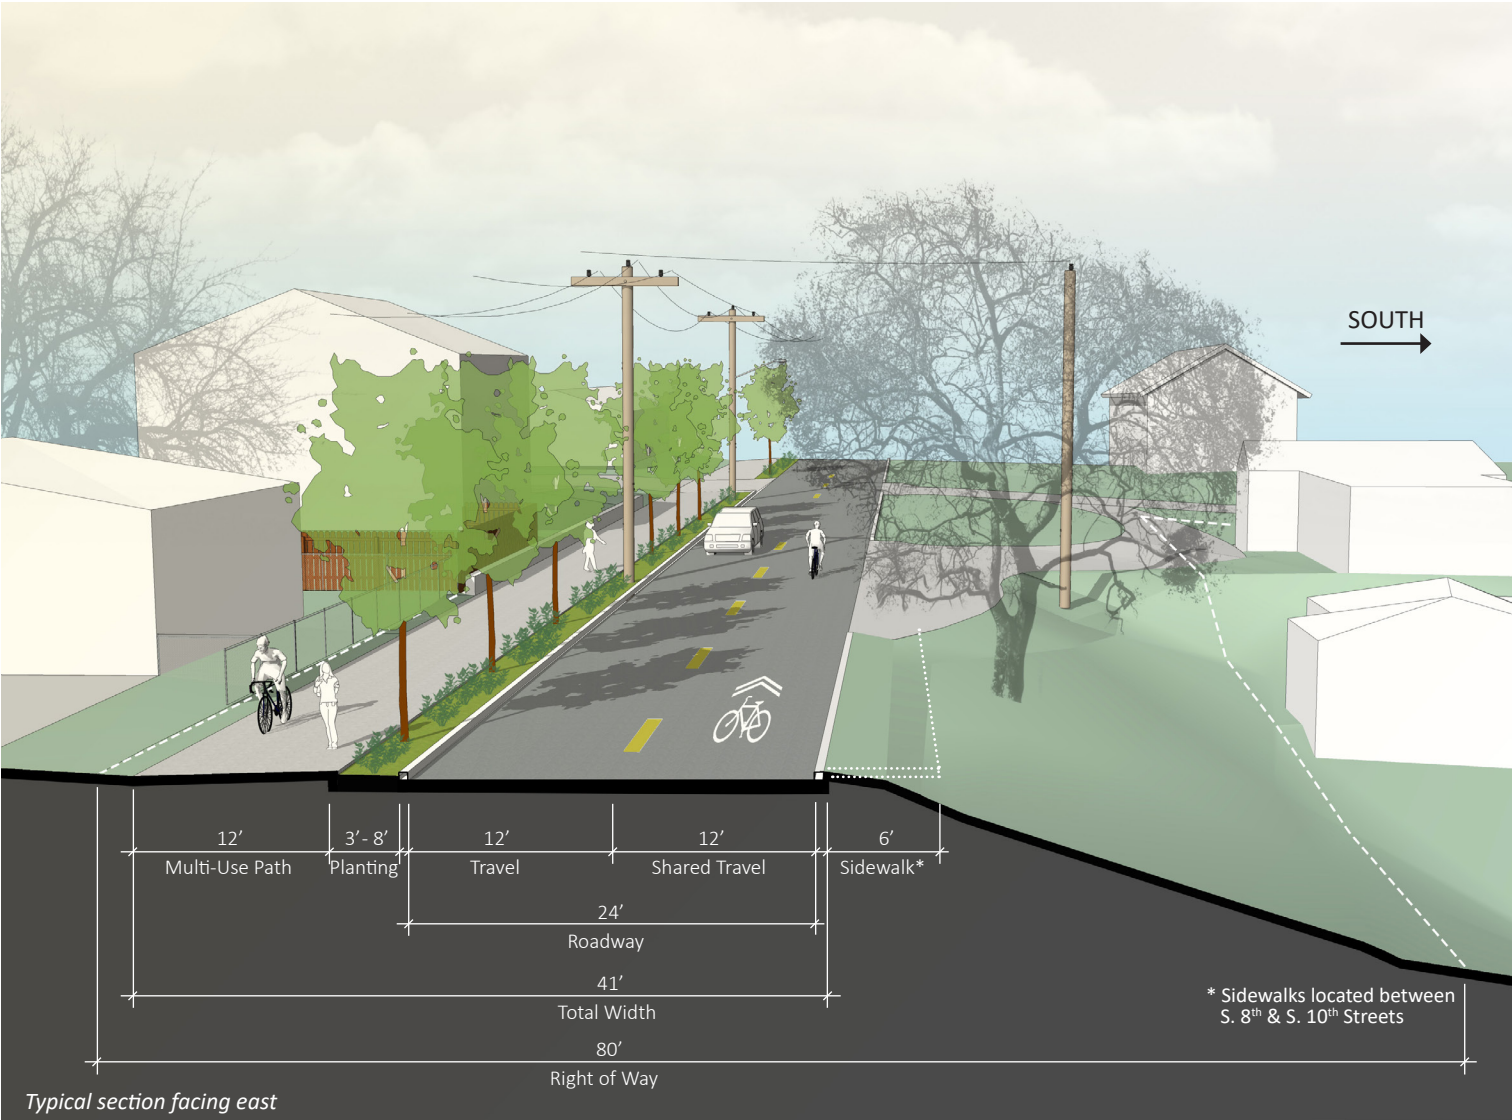 SOUTH
12’ 3’- 8’ 12’ 12’ 6’
Multi-Use Path Planting Travel Shared Travel Sidewalk*
24’
Roadway
41’
Total Width
* Sidewalks located between
S. 8th & S. 10th Streets
80’
Right of Way
Typical section facing east